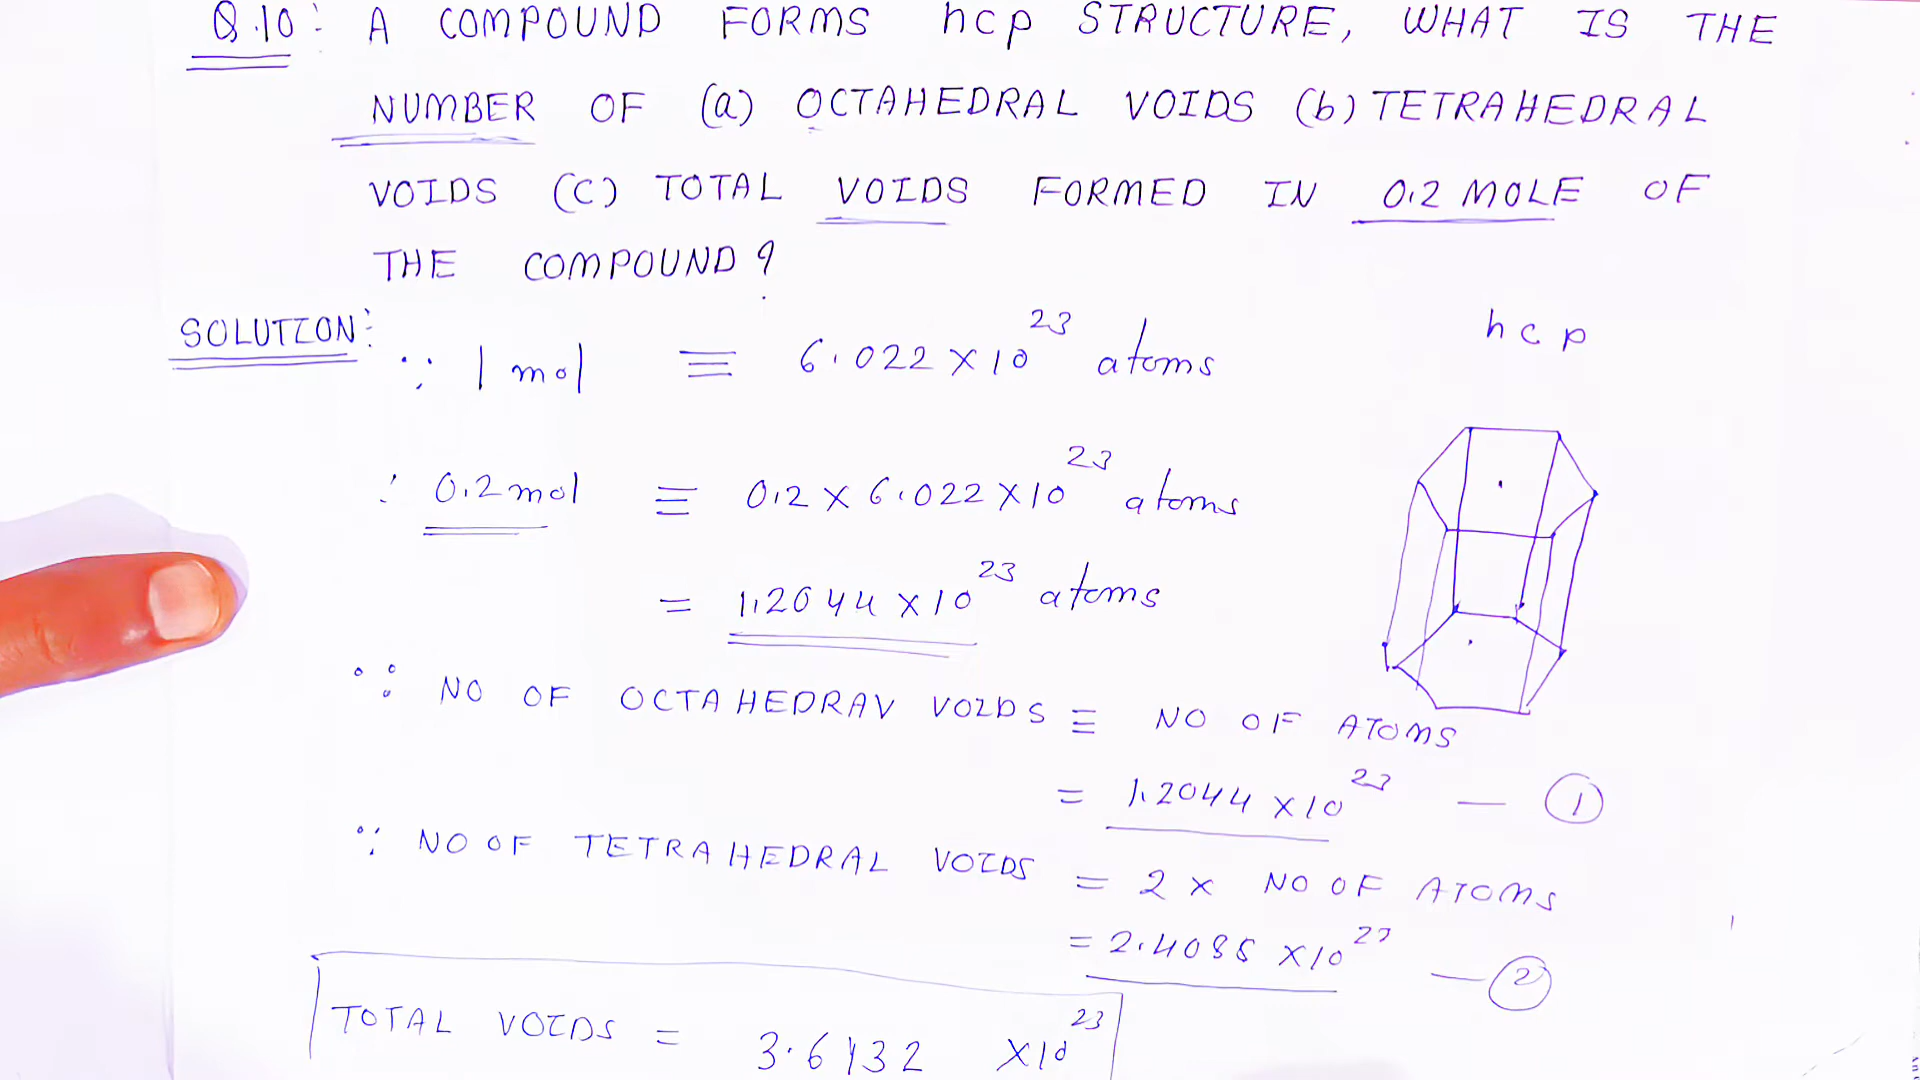 Q.10: A COMPOUND FORMS hcp STRUCTURE, WHAT IS THE
NUMBER OF (a) OCTAHEDRAL VOIDS (b) TETRAHEDRAL
VOIDS (C) TOTAL VOIDS FORMED IN 0.2 MOLE OF
THE COMPOUND?
SOLUTION:
hcp
∵ 1 mol ≡ 6.022 × 10²³ atoms
∴ 0.2 mol ≡ 0.2 × 6.022 × 10²³ atoms
= 1.2044 × 10²³ atoms
∵ NO OF OCTAHEDRAV VOIDS ≡ NO OF ATOMS
= 1.2044 × 10²³ — ①
∵ NO OF TETRAHEDRAL VOIDS = 2 × NO OF ATOMS
= 2.4088 × 10²³ — ②
TOTAL VOIDS = 3.6132 × 10²³